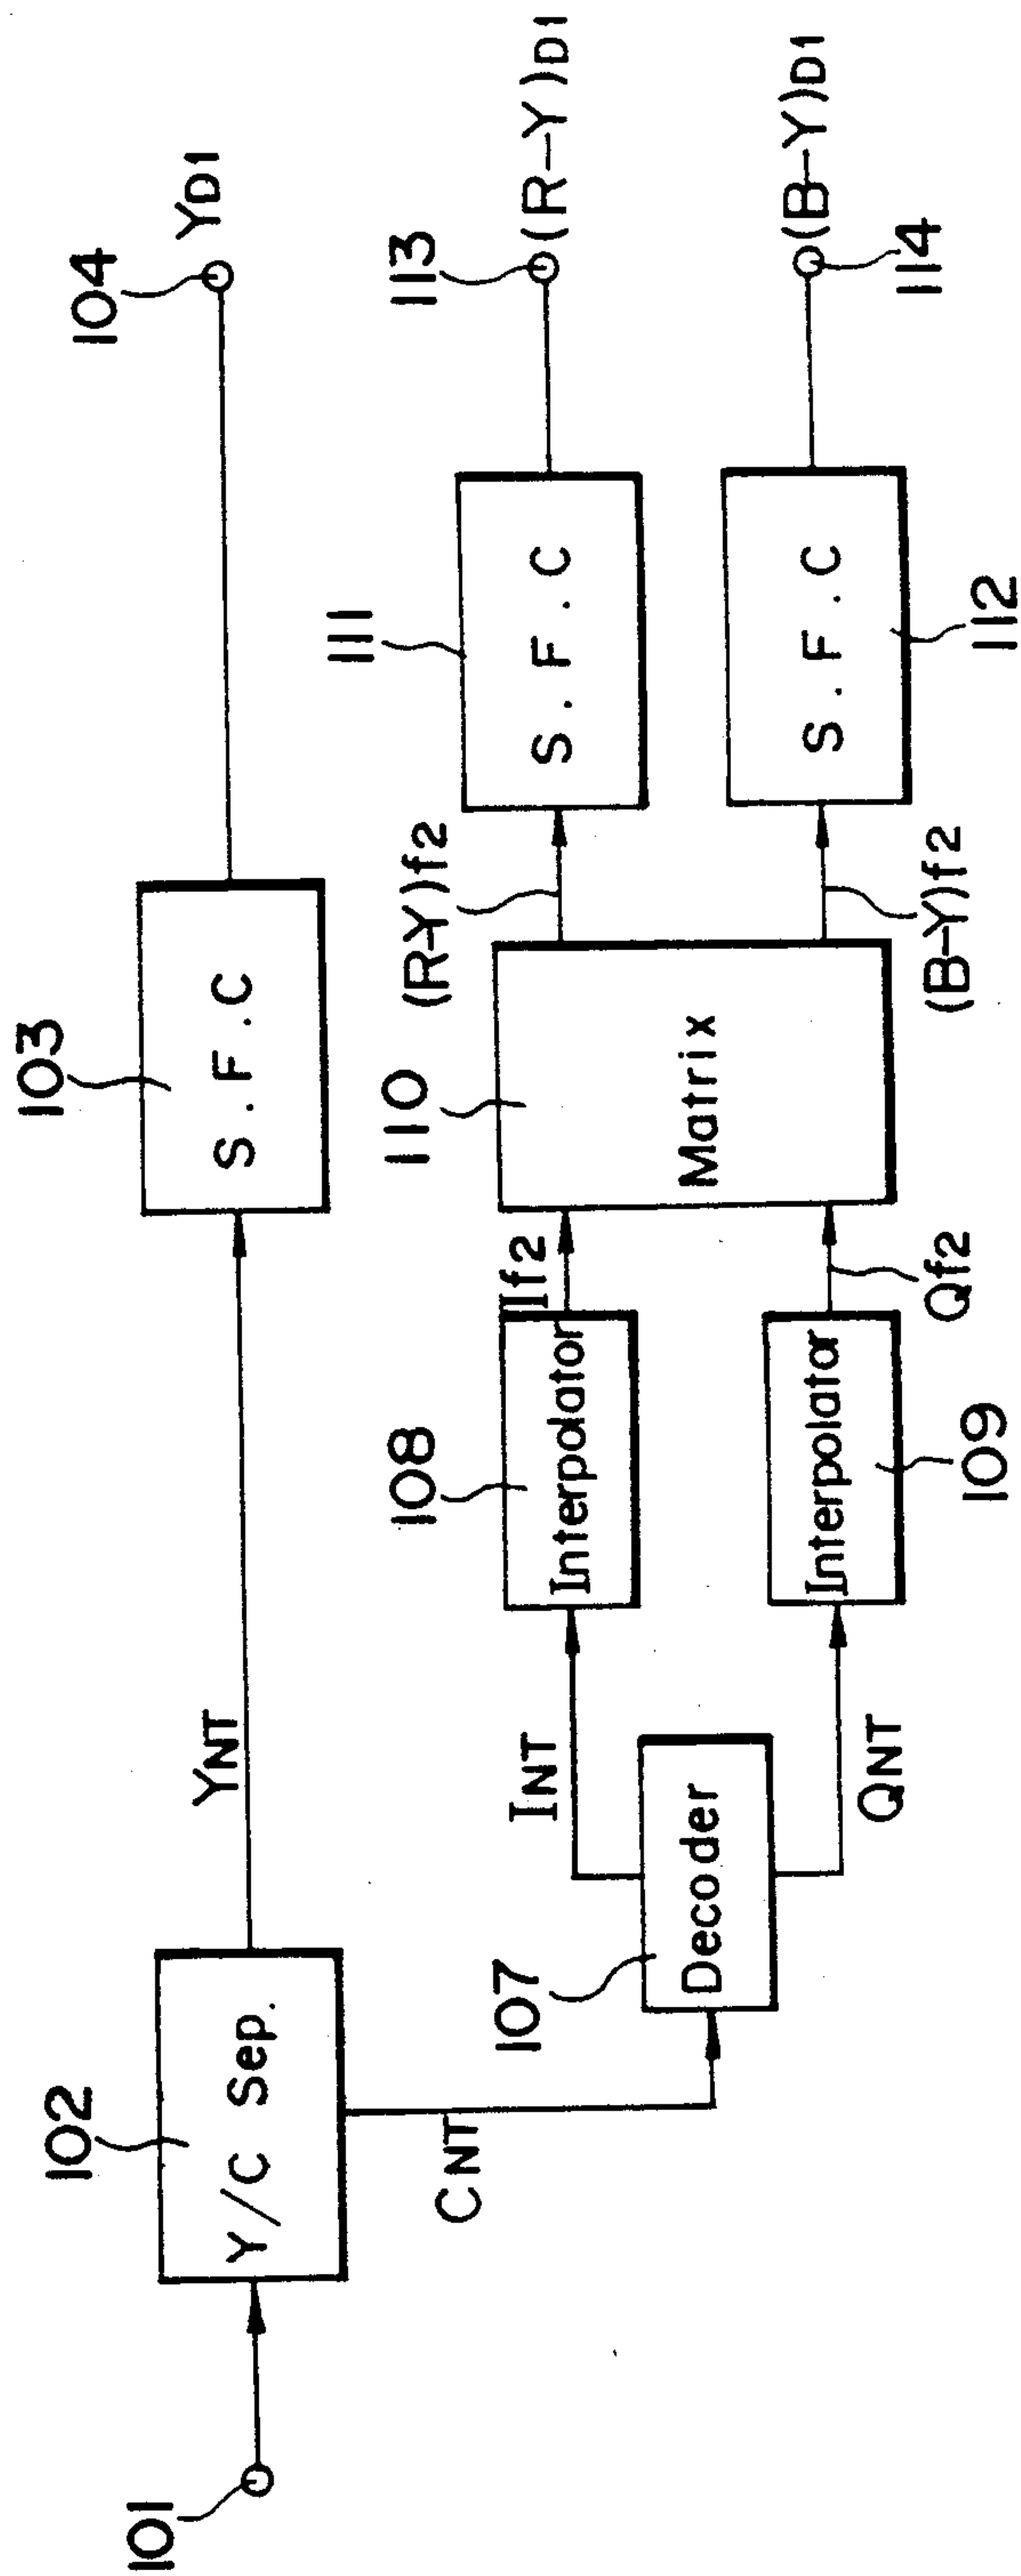 101
102
Y/C Sep.
YNT
103
S.F.C
104
YD1
CNT
107
Decoder
INT
QNT
108
Interpolator
If2
109
Interpolator
Qf2
110
Matrix
(R-Y)f2
(B-Y)f2
111
S.F.C
112
S.F.C
113
(R-Y)D1
114
(B-Y)D1